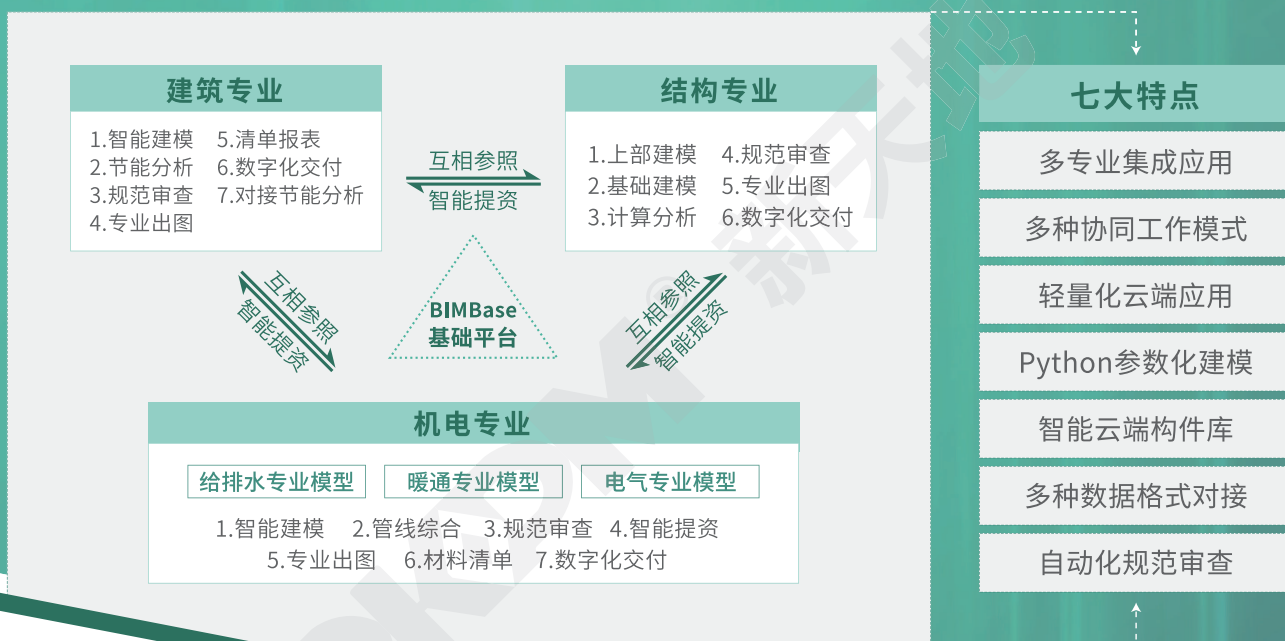 建筑专业
1.智能建模 5.清单报表
2.节能分析 6.数字化交付
3.规范审查 7.对接节能分析
4.专业出图
互相参照
智能提资
结构专业
1.上部建模 4.规范审查
2.基础建模 5.专业出图
3.计算分析 6.数字化交付
互相参照
智能提资
BIMBase
基础平台
互相参照
智能提资
机电专业
给排水专业模型 暖通专业模型 电气专业模型
1.智能建模 2.管线综合 3.规范审查 4.智能提资
5.专业出图 6.材料清单 7.数字化交付
七大特点
多专业集成应用
多种协同工作模式
轻量化云端应用
Python参数化建模
智能云端构件库
多种数据格式对接
自动化规范审查
新天地